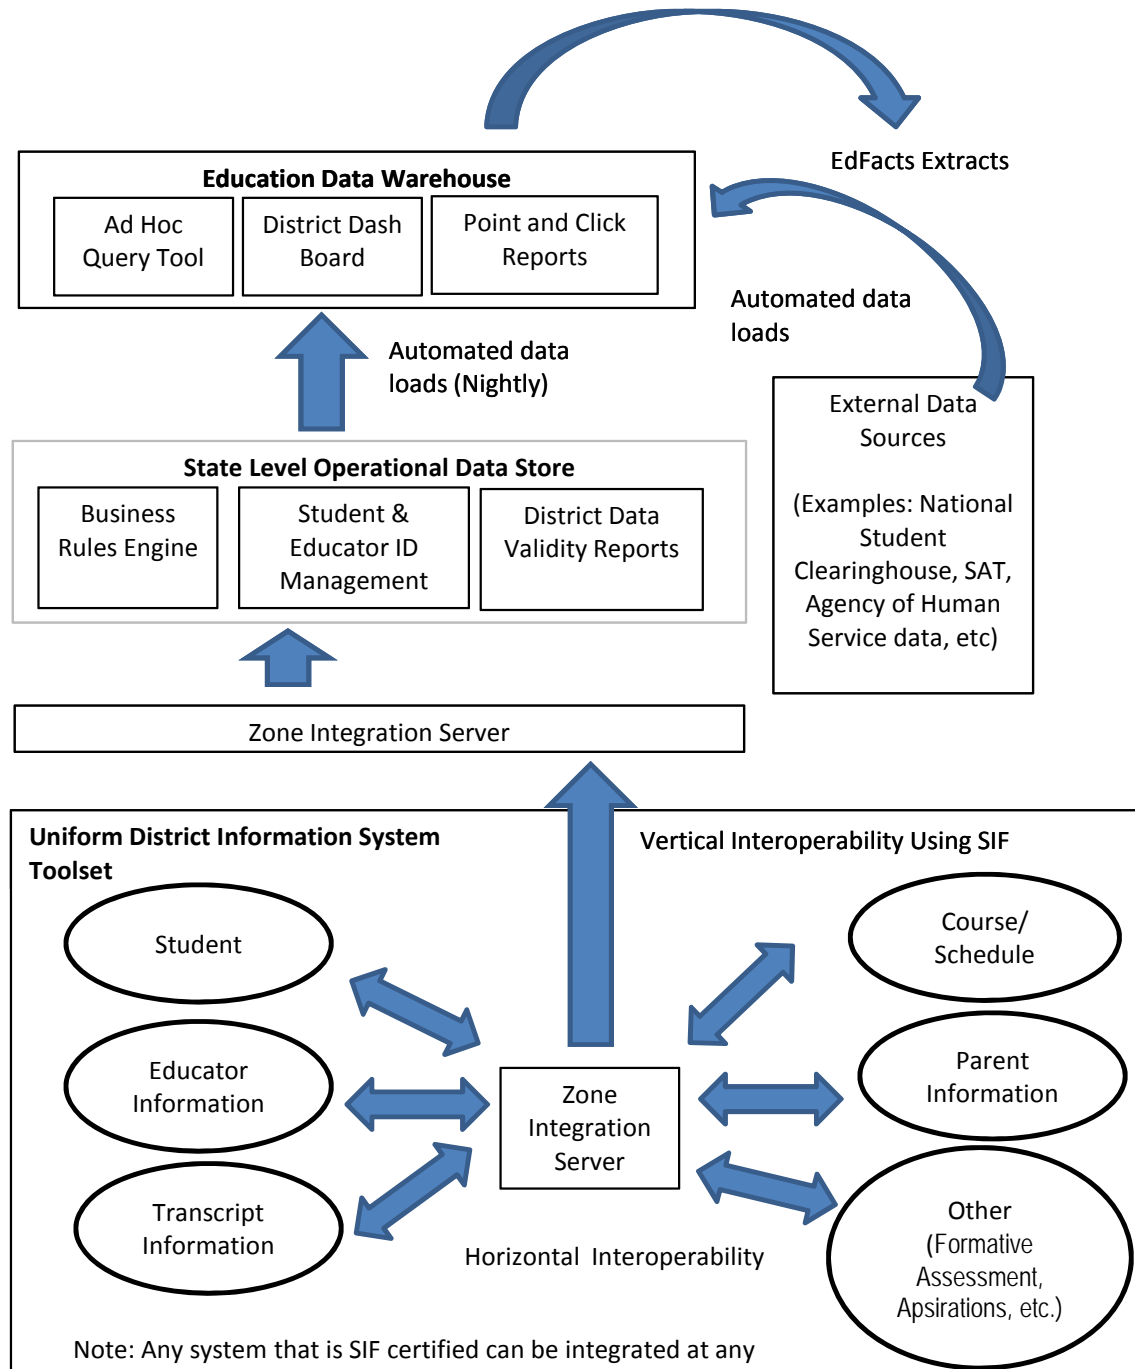 EdFacts Extracts
Education Data Warehouse
Ad Hoc
Query Tool
District Dash
Board
Point and Click
Reports
Automated data
loads
Automated data
loads (Nightly)
External Data
Sources
(Examples: National
Student
Clearinghouse, SAT,
Agency of Human
Service data, etc)
State Level Operational Data Store
Business
Rules Engine
Student &
Educator ID
Management
District Data
Validity Reports
Zone Integration Server
Uniform District Information System
Toolset
Vertical Interoperability Using SIF
Student
Educator
Information
Transcript
Information
Zone
Integration
Server
Course/
Schedule
Parent
Information
Other
(Formative
Assessment,
Apsirations, etc.)
Horizontal Interoperability
Note: Any system that is SIF certified can be integrated at any